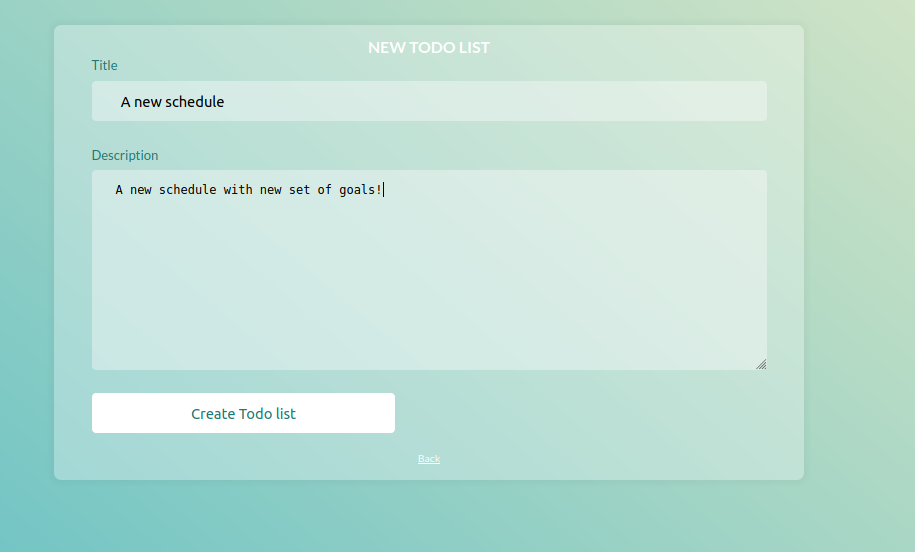 NEW TODO LIST
Title
A new schedule
Description
A new schedule with new set of goals!
Create Todo list
Back